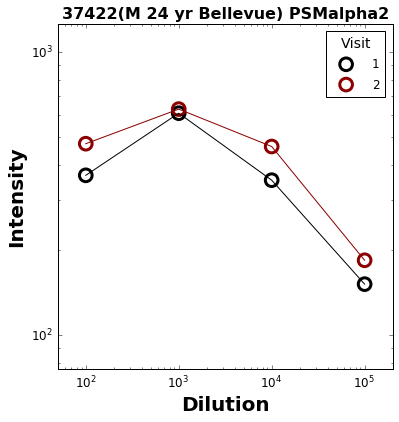 37422(M 24 yr Bellevue) PSMalpha2
Visit
1
2
10³
10²
Intensity
10² 10³ 10⁴ 10⁵
Dilution